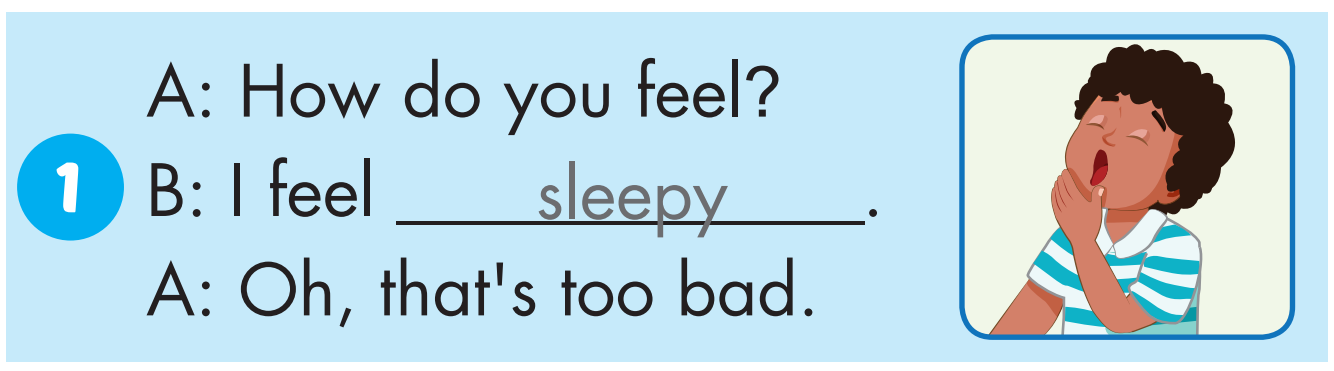 A: How do you feel?
1 B: I feel sleepy.
A: Oh, that's too bad.